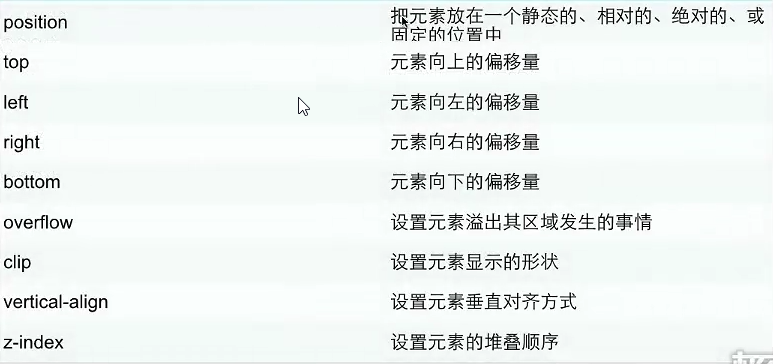 position 把元素放在一个静态的、相对的、绝对的、或
固定的位置中
top 元素向上的偏移量
left 元素向左的偏移量
right 元素向右的偏移量
bottom 元素向下的偏移量
overflow 设置元素溢出其区域发生的事情
clip 设置元素显示的形状
vertical-align 设置元素垂直对齐方式
z-index 设置元素的堆叠顺序